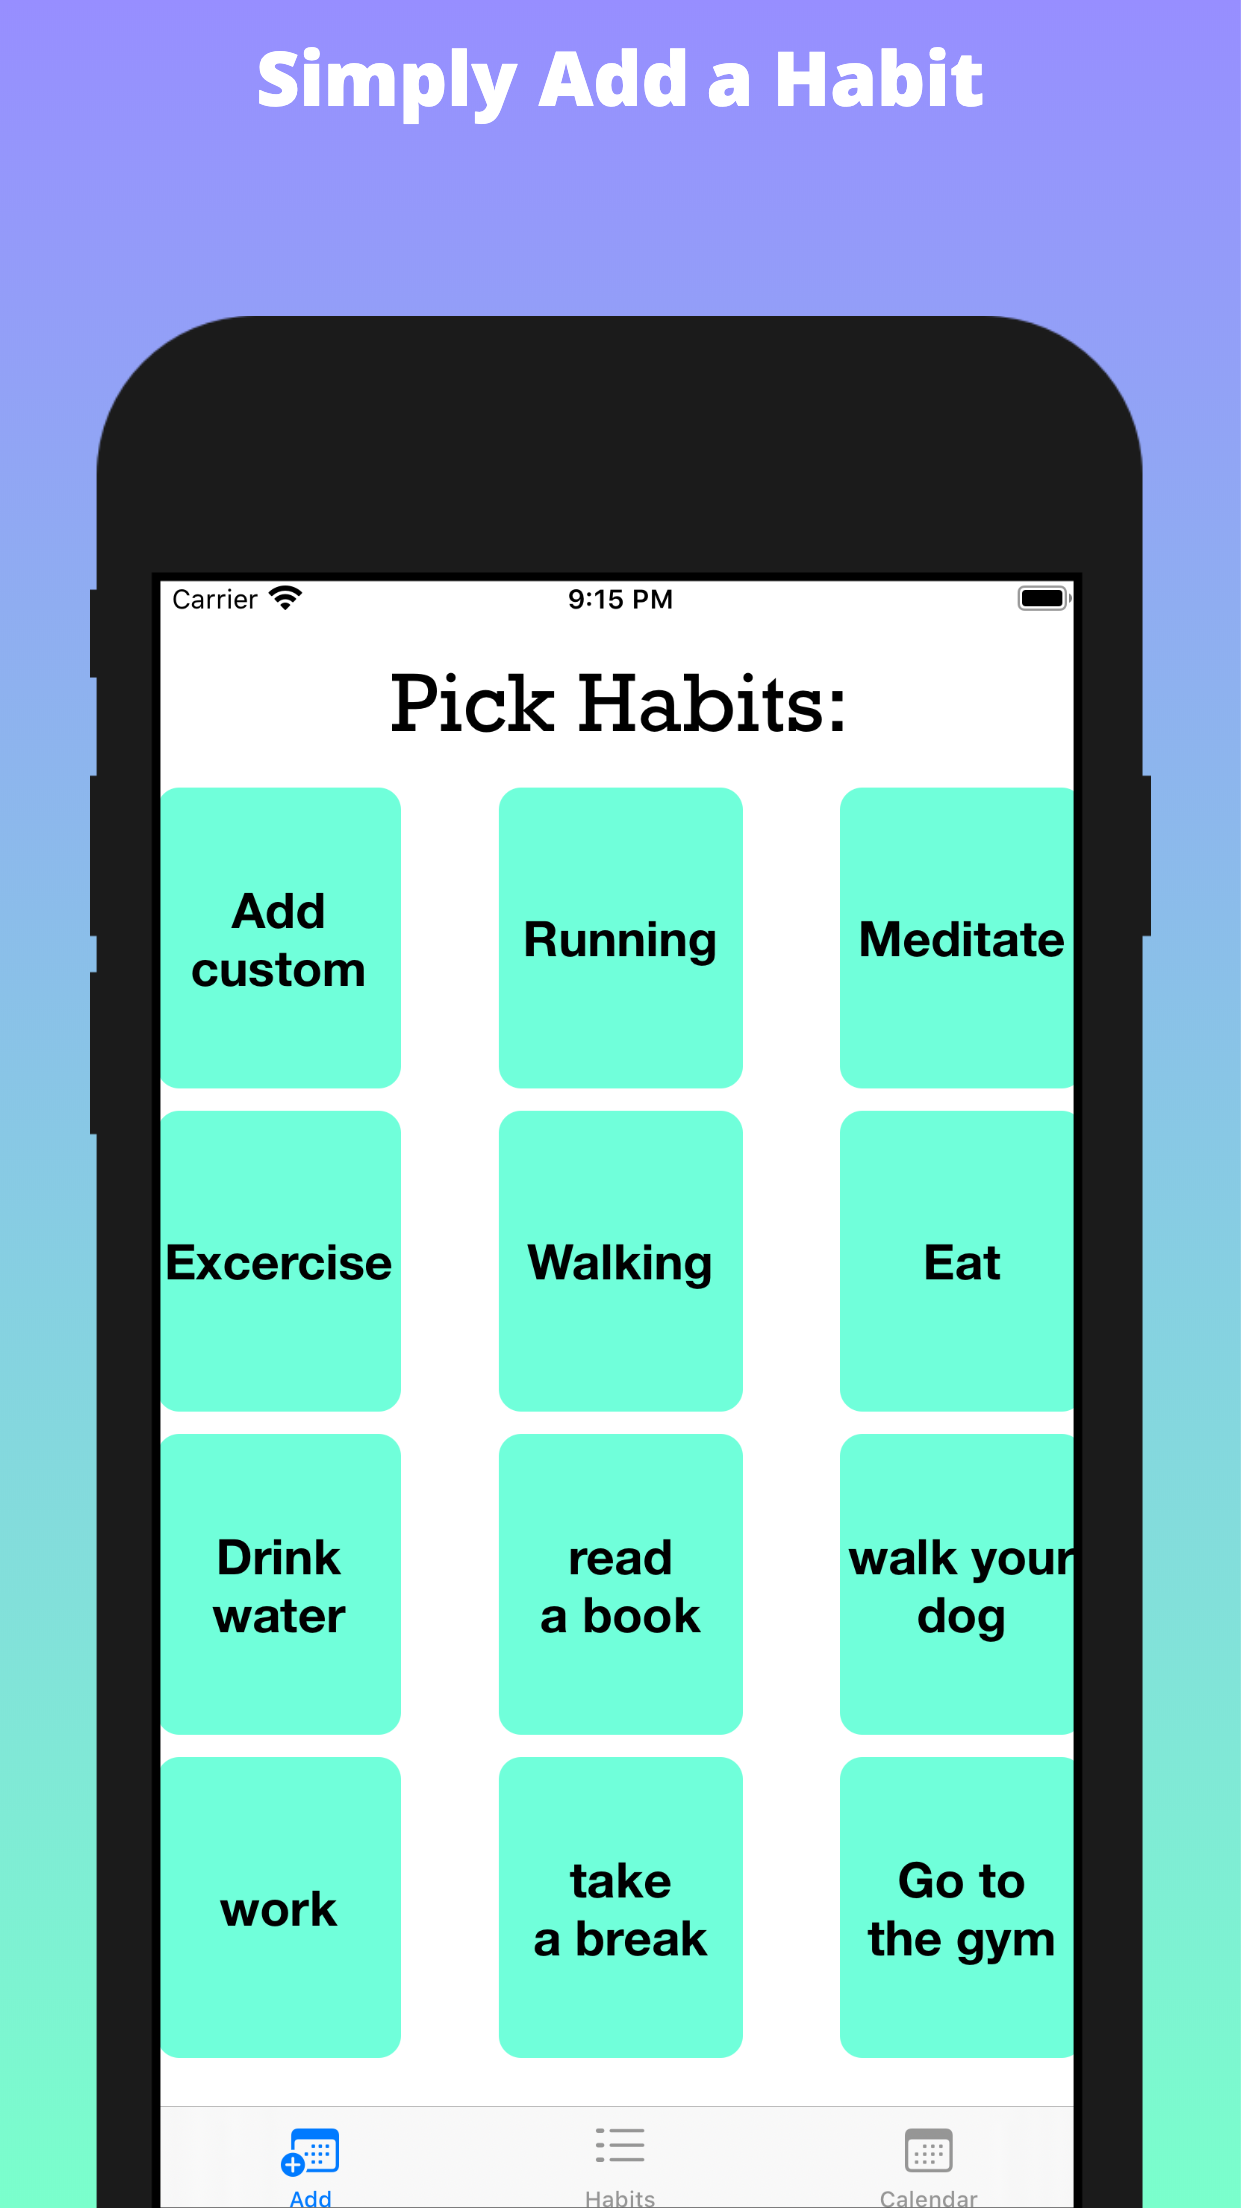 Simply Add a Habit
Carrier
9:15 PM
Pick Habits:
Add
custom
Running
Meditate
Excercise
Walking
Eat
Drink
water
read
a book
walk your
dog
work
take
a break
Go to
the gym
Add
Habits
Calendar